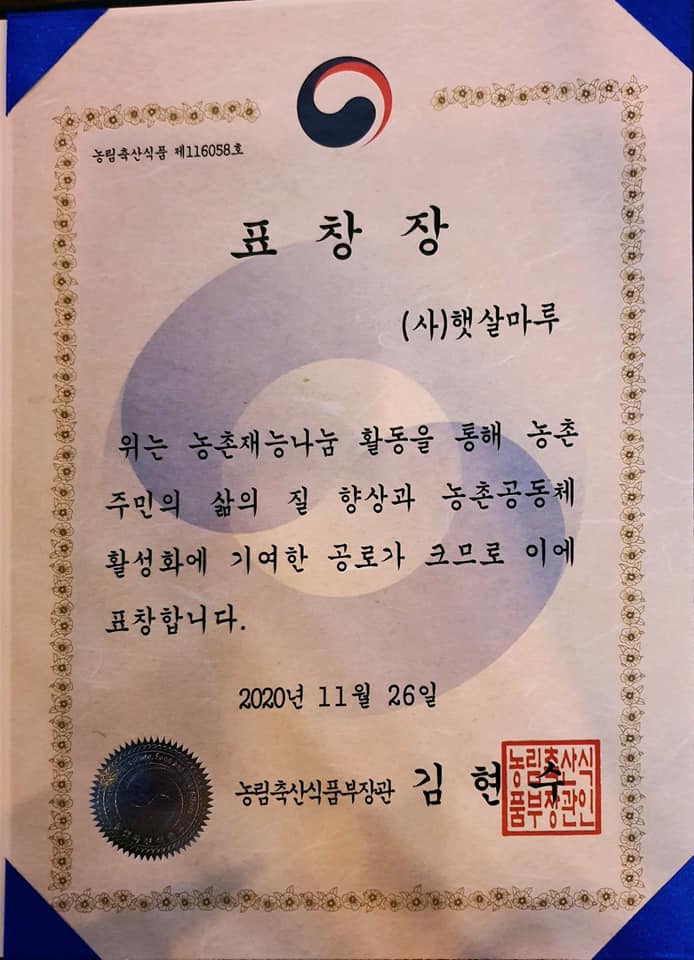 농림축산식품 제116058호
표 창 장
(사)햇살마루
위는 농촌재능나눔 활동을 통해 농촌
주민의 삶의 질 향상과 농촌공동체
활성화에 기여한 공로가 크므로 이에
표창합니다.
2020년 11월 26일
농림축산식품부장관 김 현 수
농림축산식
품부장관인